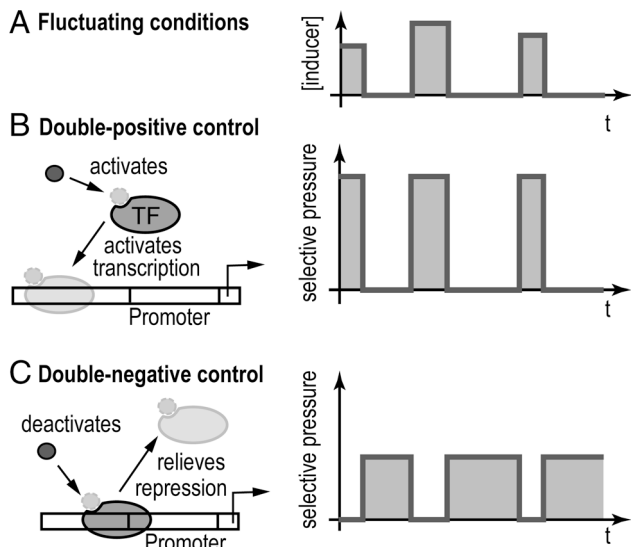 A Fluctuating conditions
[inducer]
t
B Double-positive control
activates
TF
activates
transcription
Promoter
selective pressure
t
C Double-negative control
deactivates
relieves
repression
Promoter
selective pressure
t